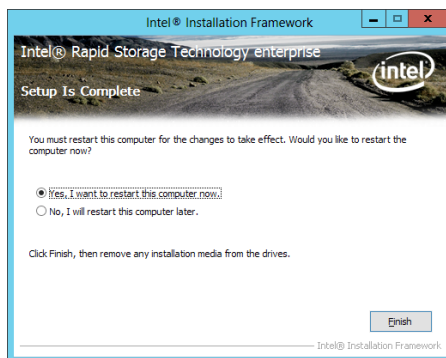 Intel® Installation Framework
Intel® Rapid Storage Technology enterprise
intel
Setup Is Complete
You must restart this computer for the changes to take effect. Would you like to restart the
computer now?
Yes, I want to restart this computer now.
No, I will restart this computer later.
Click Finish, then remove any installation media from the drives.
Finish
Intel® Installation Framework